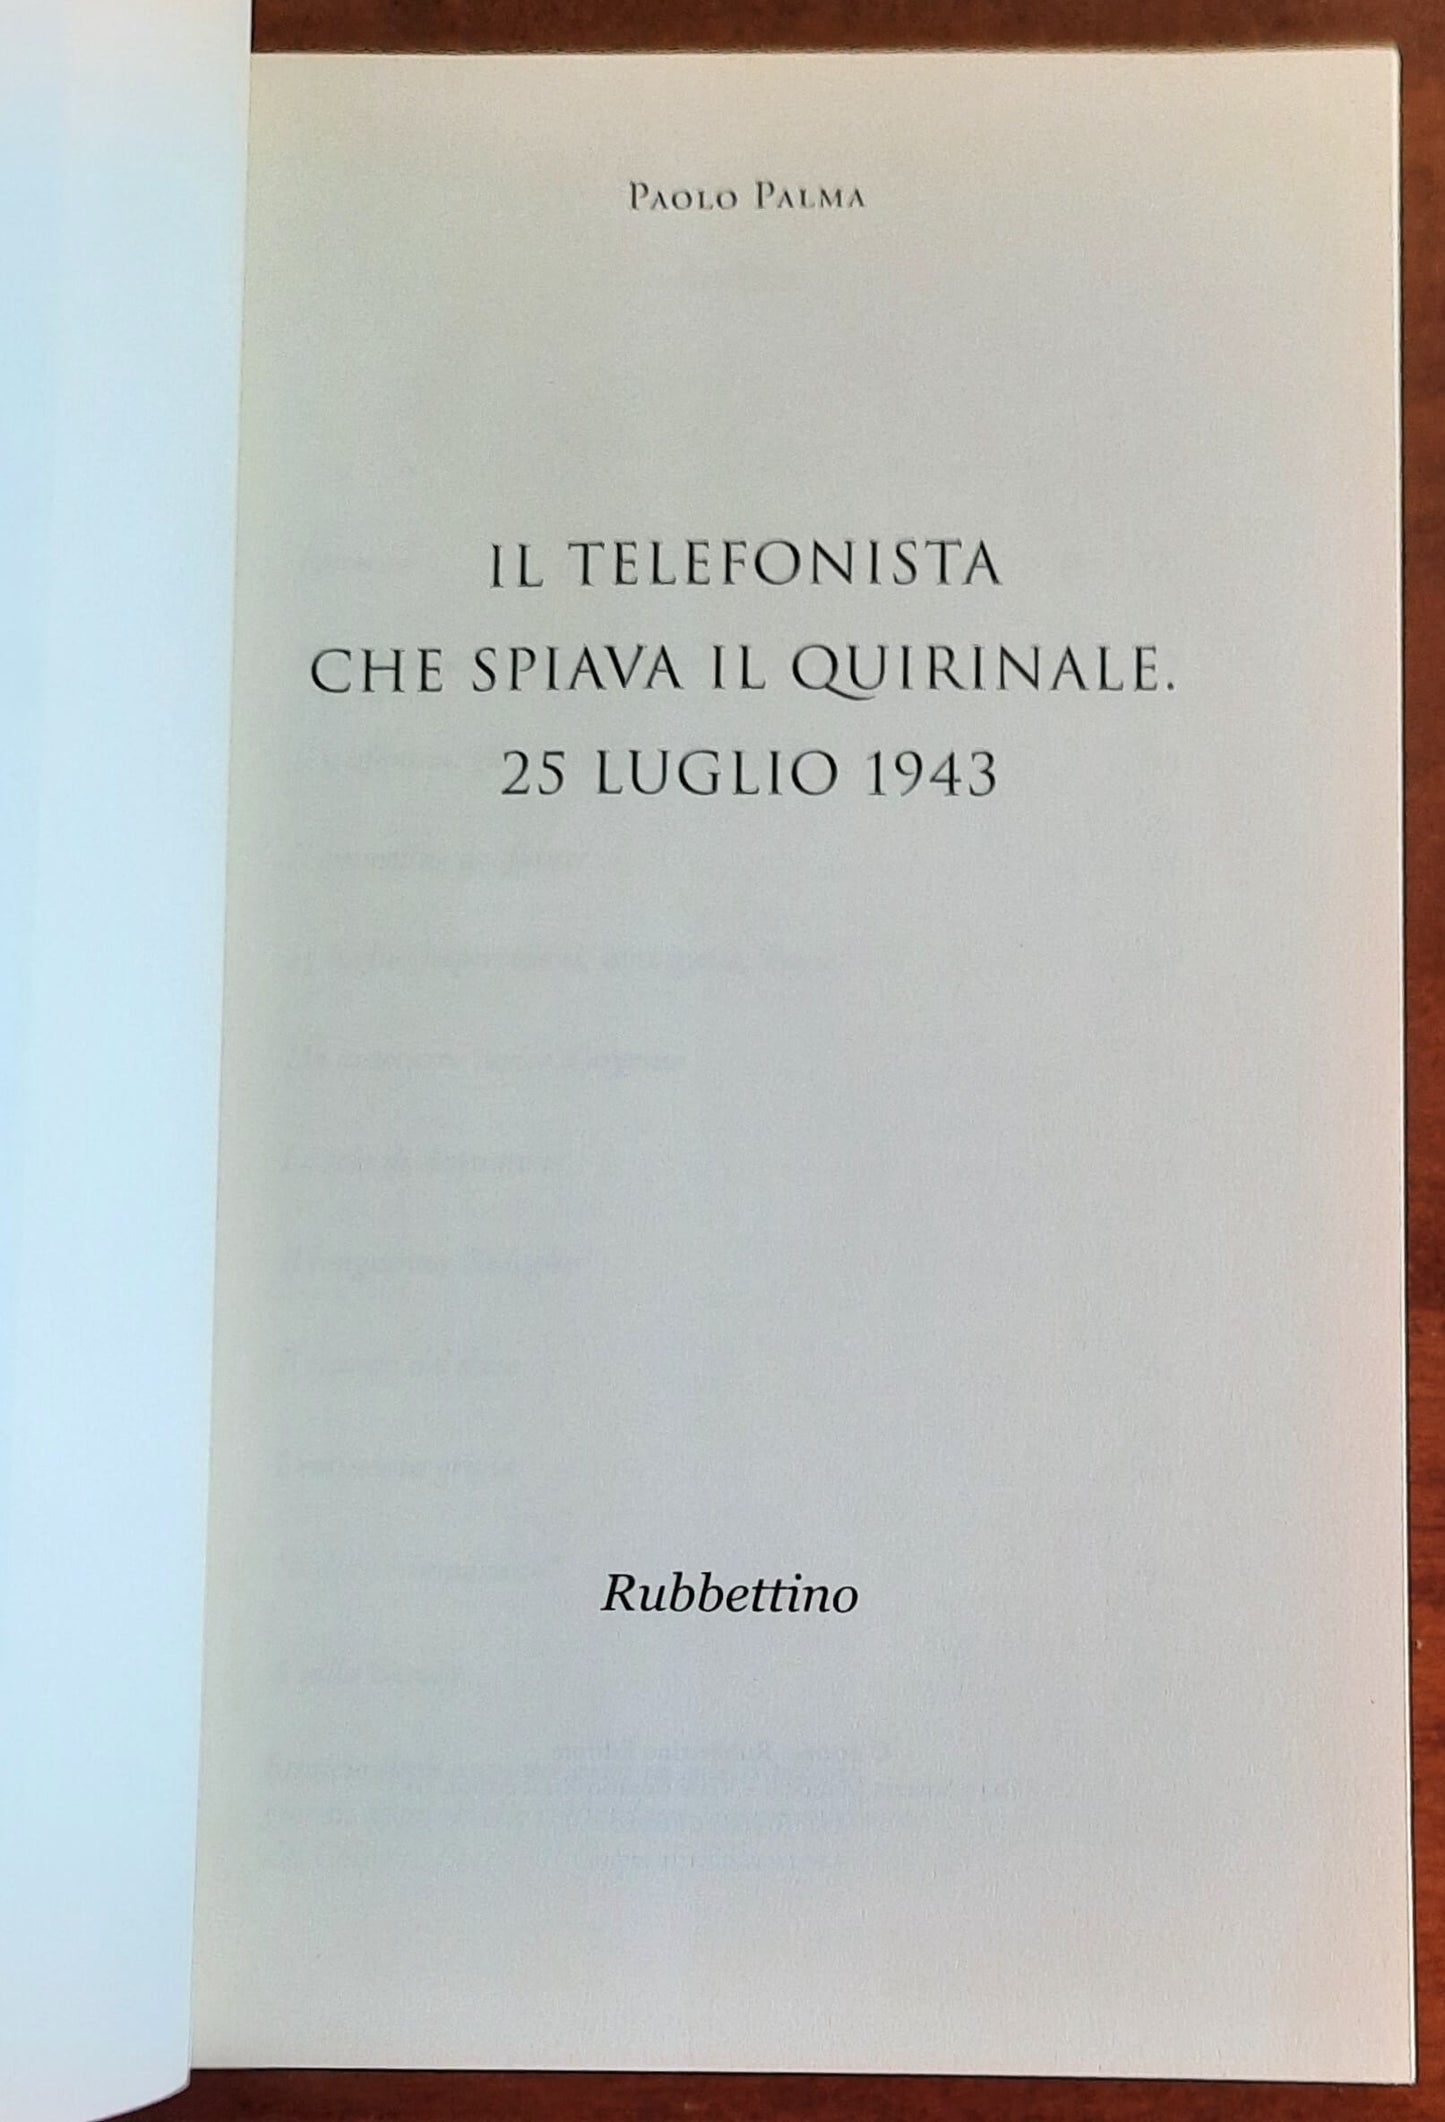 PAOLO PALMA
IL TELEFONISTA
CHE SPIAVA IL QUIRINALE.
25 LUGLIO 1943
Rubbettino